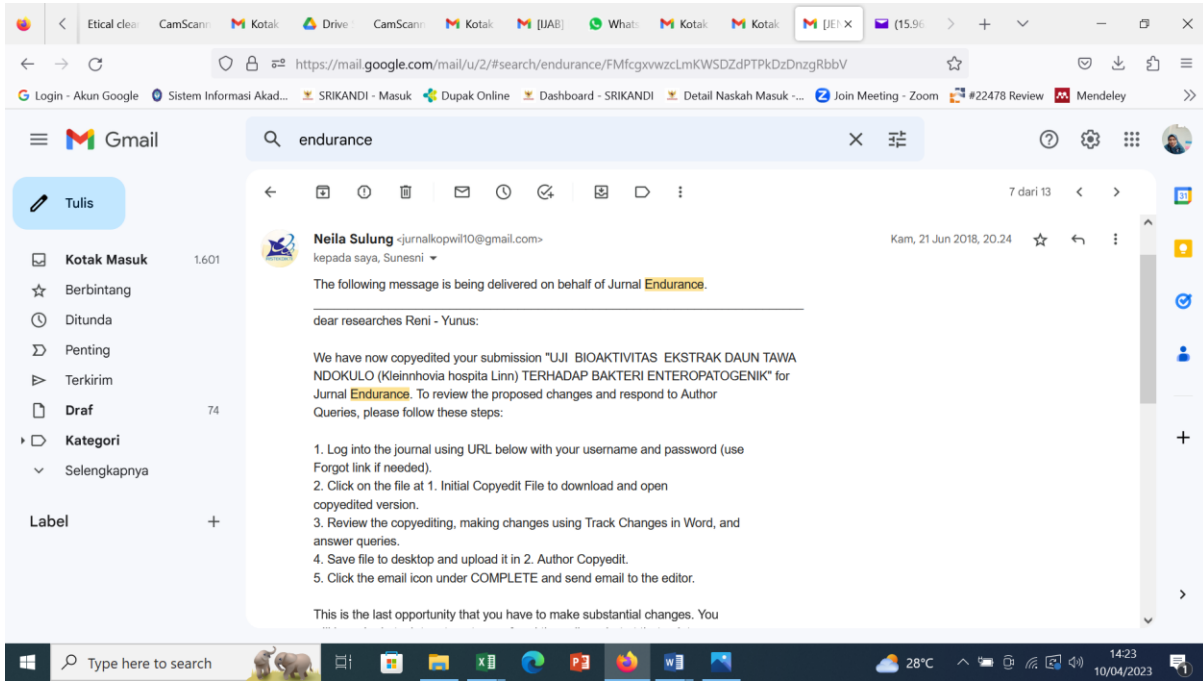 Etical clear
CamScann
Kotak
Drive
CamScann
Kotak
[IJAB]
Whats
Kotak
Kotak
[JEN
(15.96
https://mail.google.com/mail/u/2/#search/endurance/FMfcgxvwzcLmKWSDZdPTPkDzDnzgRbbV
Login - Akun Google
Sistem Informasi Akad...
SRIKANDI - Masuk
Dupak Online
Dashboard - SRIKANDI
Detail Naskah Masuk -...
Join Meeting - Zoom
#22478 Review
Mendeley
Gmail
endurance
Tulis
7 dari 13
31
Kotak Masuk 1.601
Berbintang
Ditunda
Penting
Terkirim
Draf 74
Kategori
Selengkapnya
Label
Neila Sulung <jurnalkopwil10@gmail.com>
Kam, 21 Jun 2018, 20.24
kepada saya, Sunesni
The following message is being delivered on behalf of Jurnal Endurance.
dear researches Reni - Yunus:
We have now copyedited your submission "UJI BIOAKTIVITAS EKSTRAK DAUN TAWA
NDOKULO (Kleinnhovia hospita Linn) TERHADAP BAKTERI ENTEROPATOGENIK" for
Jurnal Endurance. To review the proposed changes and respond to Author
Queries, please follow these steps:
1. Log into the journal using URL below with your username and password (use
Forgot link if needed).
2. Click on the file at 1. Initial Copyedit File to download and open
copyedited version.
3. Review the copyediting, making changes using Track Changes in Word, and
answer queries.
4. Save file to desktop and upload it in 2. Author Copyedit.
5. Click the email icon under COMPLETE and send email to the editor.
This is the last opportunity that you have to make substantial changes. You
Type here to search
28°C
14:23
10/04/2023
1